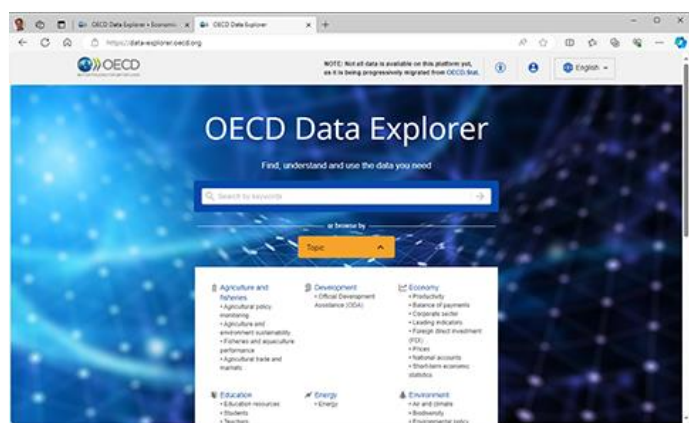 OECD Data Explorer • Economi
OECD Data Explorer
https://data-explorer.oecd.org
OECD
NOTE: Not all data is available on this platform yet,
as it is being progressively migrated from OECD.Stat.
English
OECD Data Explorer
Find, understand and use the data you need
Search by keywords
or browse by
Topic
Agriculture and
fisheries
• Agricultural policy
monitoring
• Agriculture and
environment sustainability
• Fisheries and aquaculture
performance
• Agricultural trade and
markets
Development
• Official Development
Assistance (ODA)
Economy
• Productivity
• Balance of payments
• Corporate sector
• Leading indicators
• Foreign direct investment
(FDI)
• Prices
• National accounts
• Short-term economic
statistics
Education
• Education resources
• Students
• Teachers
Energy
• Energy
Environment
• Air and climate
• Biodiversity
• Environmental policy